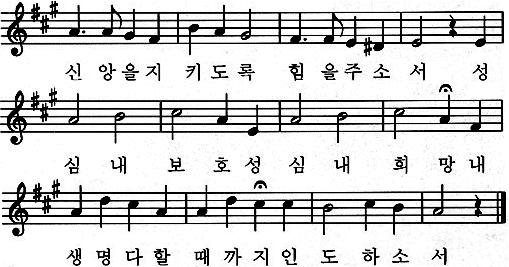 신 앙을지 키도록 힘 을주 소 서 성
심 내 보 호성 심 내 희 망내
생 명다할 때까지인 도 하소 서